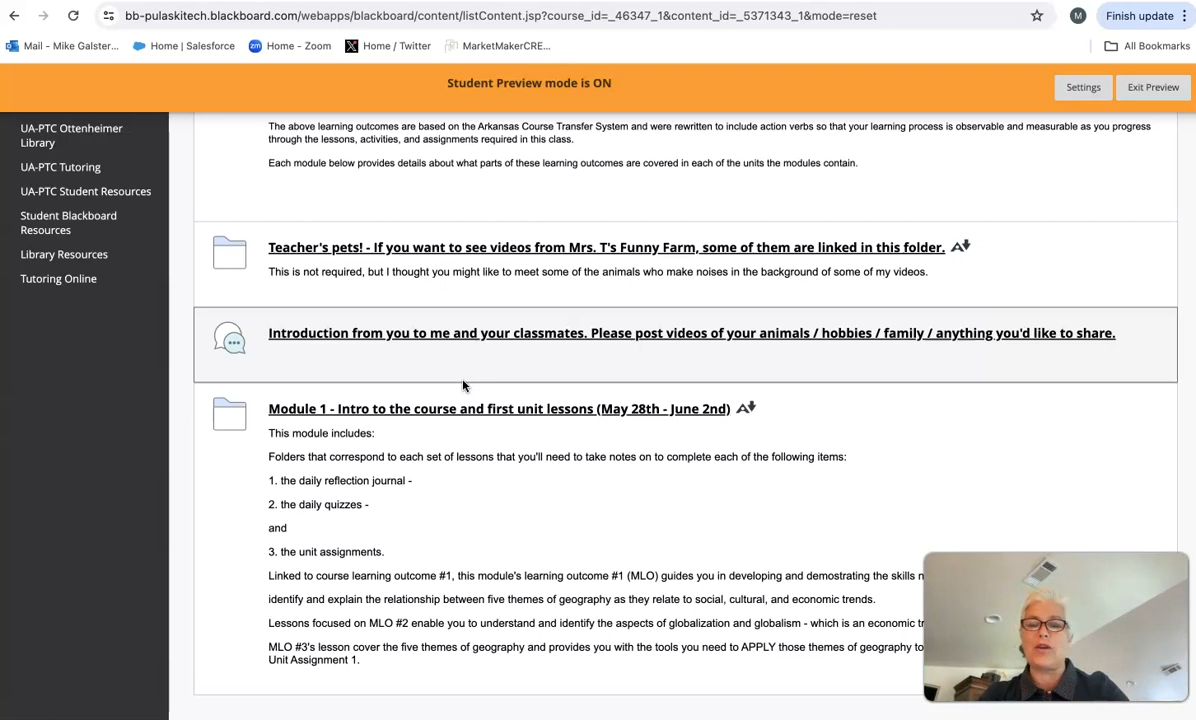 bb-pulaskitech.blackboard.com/webapps/blackboard/content/listContent.jsp?course_id=_46347_1&content_id=_5371343_1&mode=reset
M
Finish update
Mail - Mike Galster...
Home | Salesforce
zm
Home - Zoom
Home / Twitter
MarketMakerCRE...
All Bookmarks
Student Preview mode is ON
Settings
Exit Preview
UA-PTC Ottenheimer
Library
UA-PTC Tutoring
UA-PTC Student Resources
Student Blackboard
Resources
Library Resources
Tutoring Online
The above learning outcomes are based on the Arkansas Course Transfer System and were rewritten to include action verbs so that your learning process is observable and measurable as you progress
through the lessons, activities, and assignments required in this class.
Each module below provides details about what parts of these learning outcomes are covered in each of the units the modules contain.
Teacher's pets! - If you want to see videos from Mrs. T's Funny Farm, some of them are linked in this folder.
This is not required, but I thought you might like to meet some of the animals who make noises in the background of some of my videos.
Introduction from you to me and your classmates. Please post videos of your animals / hobbies / family / anything you'd like to share.
Module 1 - Intro to the course and first unit lessons (May 28th - June 2nd)
This module includes:
Folders that correspond to each set of lessons that you'll need to take notes on to complete each of the following items:
1. the daily reflection journal -
2. the daily quizzes -
and
3. the unit assignments.
Linked to course learning outcome #1, this module's learning outcome #1 (MLO) guides you in developing and demostrating the skills n
identify and explain the relationship between five themes of geography as they relate to social, cultural, and economic trends.
Lessons focused on MLO #2 enable you to understand and identify the aspects of globalization and globalism - which is an economic tr
MLO #3's lesson cover the five themes of geography and provides you with the tools you need to APPLY those themes of geography to
Unit Assignment 1.